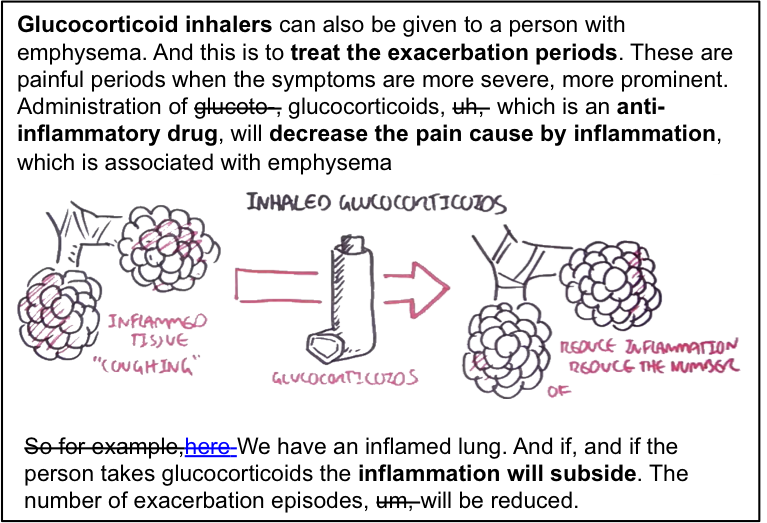 Glucocorticoid inhalers can also be given to a person with
emphysema. And this is to treat the exacerbation periods. These are
painful periods when the symptoms are more severe, more prominent.
Administration of glucoto-, glucocorticoids, uh, which is an anti-
inflammatory drug, will decrease the pain cause by inflammation,
which is associated with emphysema
INHALED GLUCOCORTICOIDS
INFLAMMED
TISSUE
"COUGHING"
GLUCOCORTICOIDS
REDUCE INFLAMMATION
REDUCE THE NUMBER
OF
So for example,here We have an inflamed lung. And if, and if the
person takes glucocorticoids the inflammation will subside. The
number of exacerbation episodes, um, will be reduced.